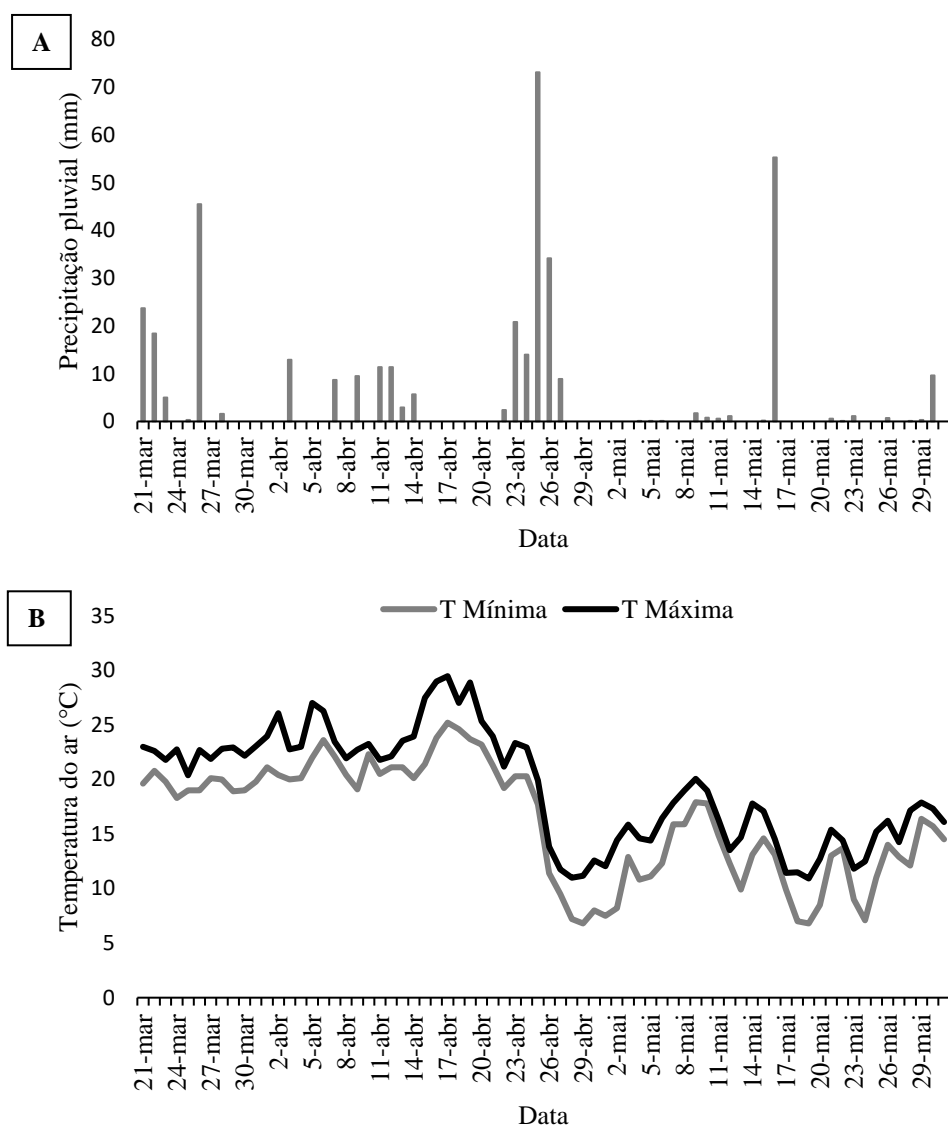 A
Precipitação pluvial (mm)
80
70
60
50
40
30
20
10
0
21-mar
24-mar
27-mar
30-mar
2-abr
5-abr
8-abr
11-abr
14-abr
17-abr
20-abr
23-abr
26-abr
29-abr
2-mai
5-mai
8-mai
11-mai
14-mai
17-mai
20-mai
23-mai
26-mai
29-mai
Data
B
T Mínima
T Máxima
Temperatura do ar (°C)
35
30
25
20
15
10
5
0
21-mar
24-mar
27-mar
30-mar
2-abr
5-abr
8-abr
11-abr
14-abr
17-abr
20-abr
23-abr
26-abr
29-abr
2-mai
5-mai
8-mai
11-mai
14-mai
17-mai
20-mai
23-mai
26-mai
29-mai
Data